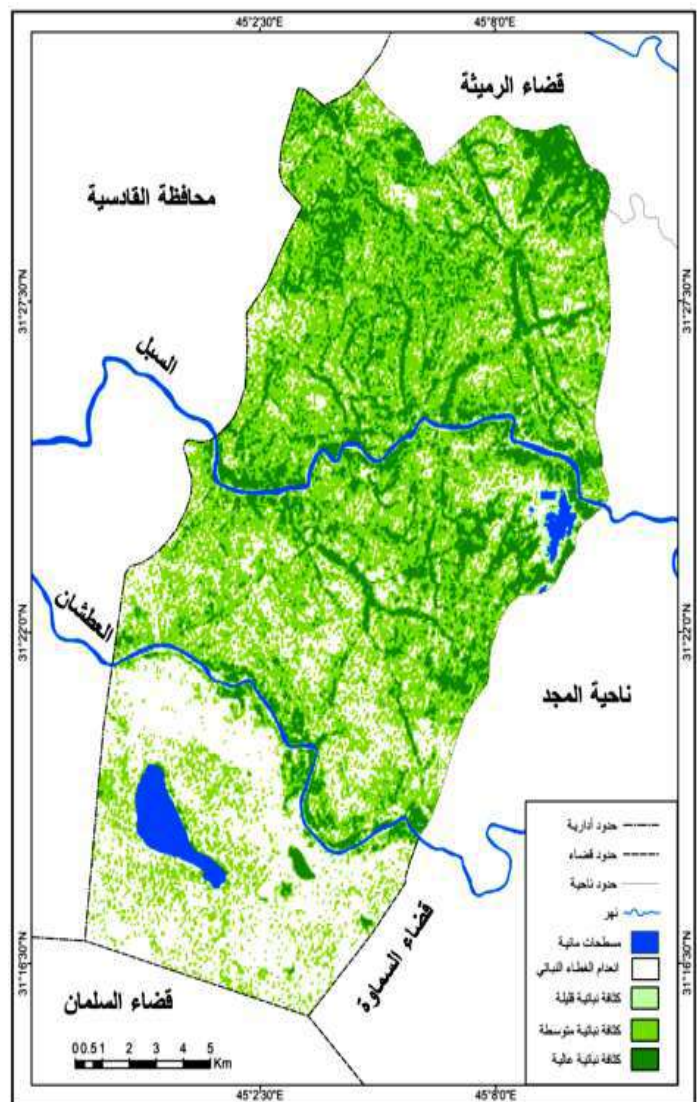 45°2'30"E
45°8'0"E
قضاء الرميثة
محافظة القادسية
31°27'30"N
31°27'30"N
السبل
العطشان
31°22'0"N
31°22'0"N
ناحية المجد
حدود أدارية
حدود قضاء
حدود ناحية
نهر
مسطحات مائية
انعدام الغطاء النباتي
كثافة نباتية قليلة
كثافة نباتية متوسطة
كثافة نباتية عالية
قضاء السماوة
31°16'30"N
31°16'30"N
قضاء السلمان
0 0.5 1 2 3 4 5
Km
45°2'30"E
45°8'0"E